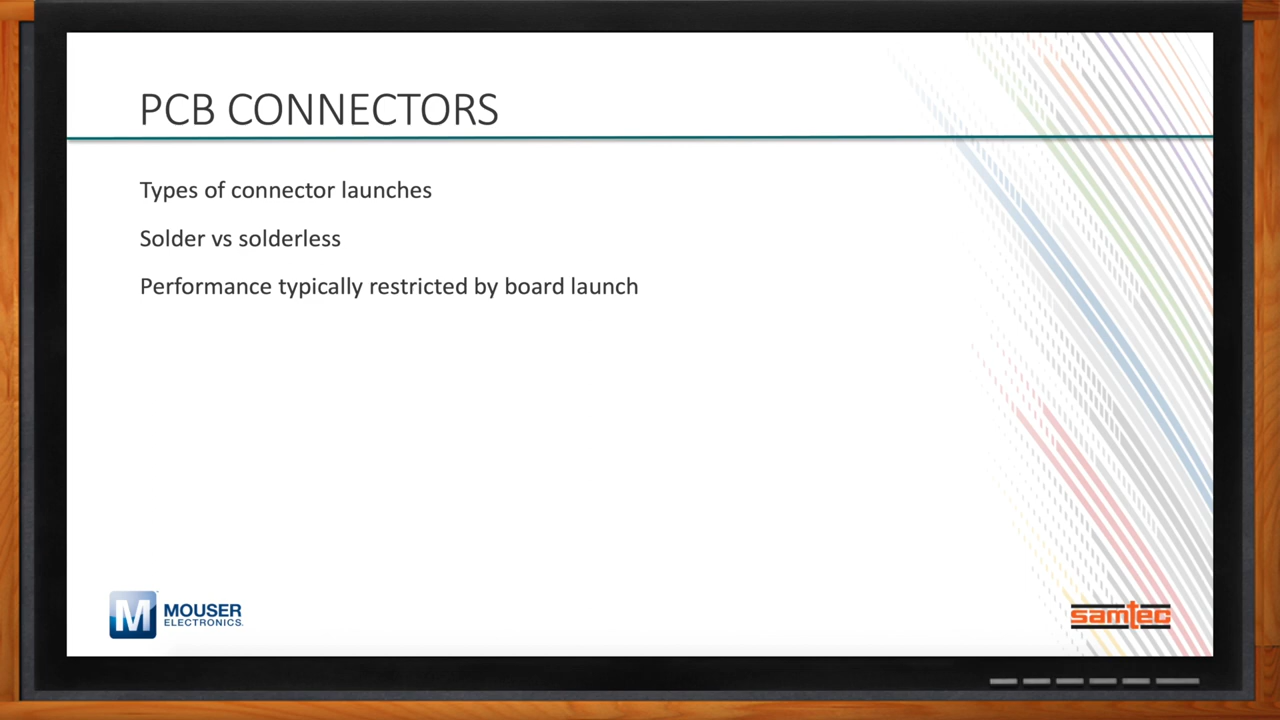 PCB CONNECTORS
Types of connector launches
Solder vs solderless
Performance typically restricted by board launch
M MOUSER
ELECTRONICS
samtec